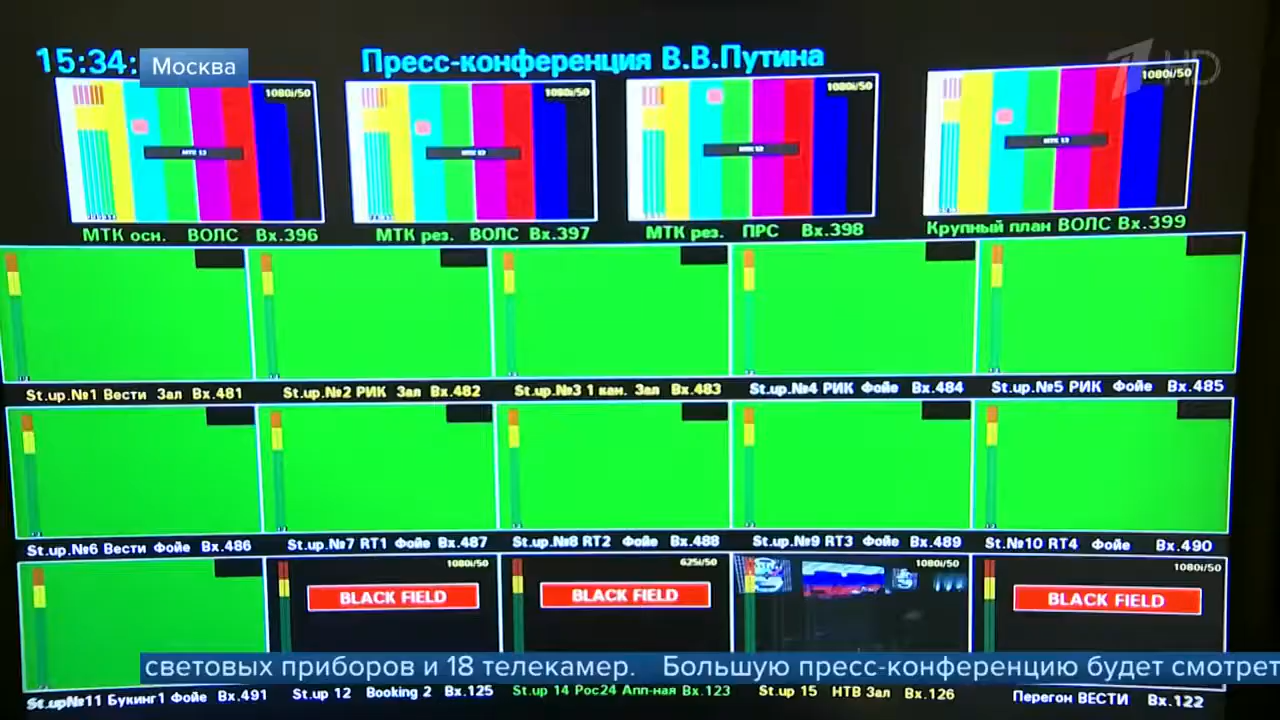 15:34:
Москва
Пресс-конференция В.В.Путина
HD
1080i/50
1080i/50
1080i/50
1080i/50
МТК осн. ВОЛС Вх.396
МТК рез. ВОЛС Вх.397
МТК рез. ПРС Вх.398
Крупный план ВОЛС Вх.399
St.up.№1 Вести Зал Вх.481
St.up.№2 РИК Зал Вх.482
St.up.№3 1 кан. Зал Вх.483
St.up.№4 РИК Фойе Вх.484
St.up.№5 РИК Фойе Вх.485
St.up.№6 Вести Фойе Вх.486
St.up.№7 RT1 Фойе Вх.487
St.up.№8 RT2 Фойе Вх.488
St.up.№9 RT3 Фойе Вх.489
St.№10 RT4 Фойе Вх.490
1080i/50
625i/50
1080i/50
1080i/50
BLACK FIELD
BLACK FIELD
BLACK FIELD
световых приборов и 18 телекамер. Большую пресс-конференцию будет смотрет
St.up№11 Букинг1 Фойе Вх.491
St.up 12 Booking 2 Вх.125
St.up 14 Рос24 Апп-ная Вх.123
St.up 15 НТВ Зал Вх.126
Перегон ВЕСТИ Вх.122